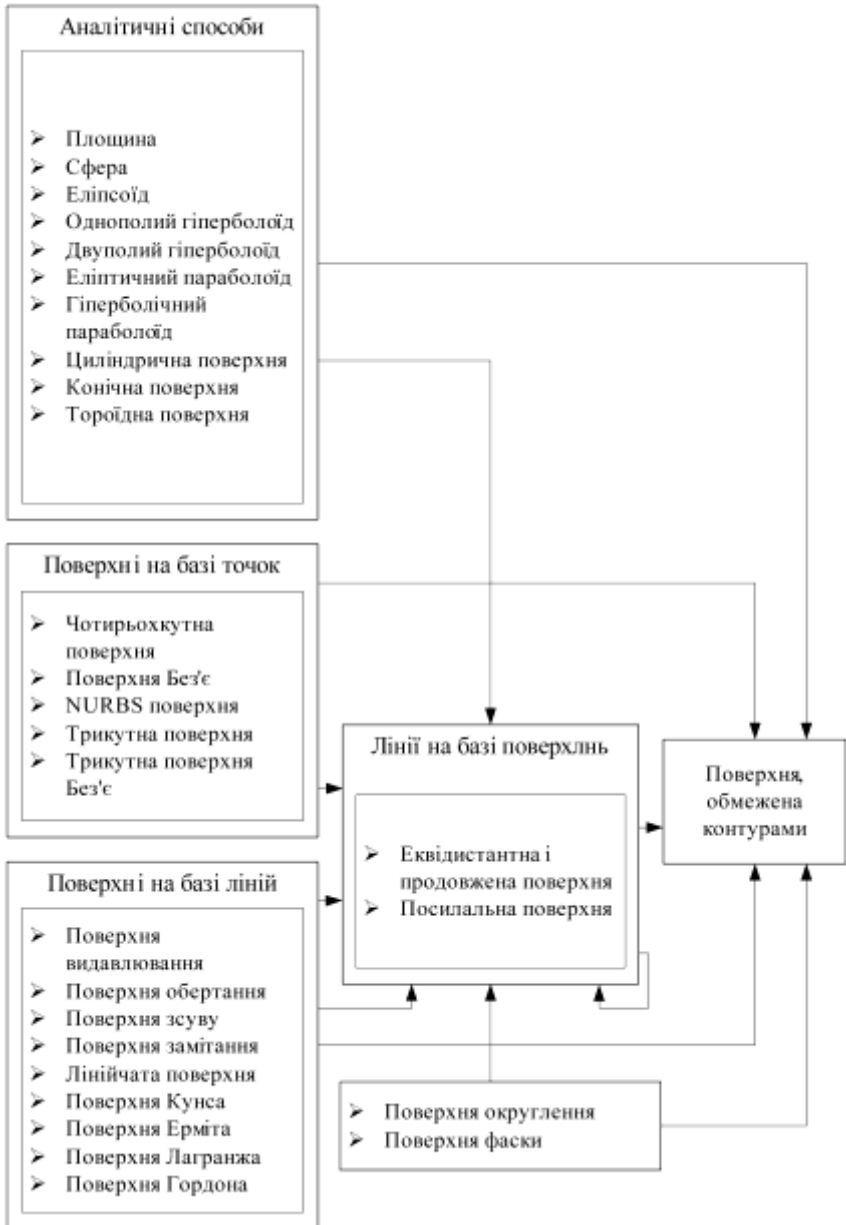 Аналітичні способи
➢ Площина
➢ Сфера
➢ Еліпсоїд
➢ Однополий гіперболоїд
➢ Двуполий гіперболоїд
➢ Еліптичний параболоїд
➢ Гіперболічний
параболоїд
➢ Циліндрична поверхня
➢ Конічна поверхня
➢ Тороїдна поверхня
Поверхні на базі точок
➢ Чотирьохкутна
поверхня
➢ Поверхня Без'є
➢ NURBS поверхня
➢ Трикутна поверхня
➢ Трикутна поверхня
Без'є
Поверхні на базі ліній
➢ Поверхня
видавлювання
➢ Поверхня обертання
➢ Поверхня зсуву
➢ Поверхня замітання
➢ Лінійчата поверхня
➢ Поверхня Кунса
➢ Поверхня Ерміта
➢ Поверхня Лагранжа
➢ Поверхня Гордона
Лінії на базі поверхлнь
➢ Еквідистантна і
продовжена поверхня
➢ Посилальна поверхня
➢ Поверхня округлення
➢ Поверхня фаски
Поверхня,
обмежена
контурами